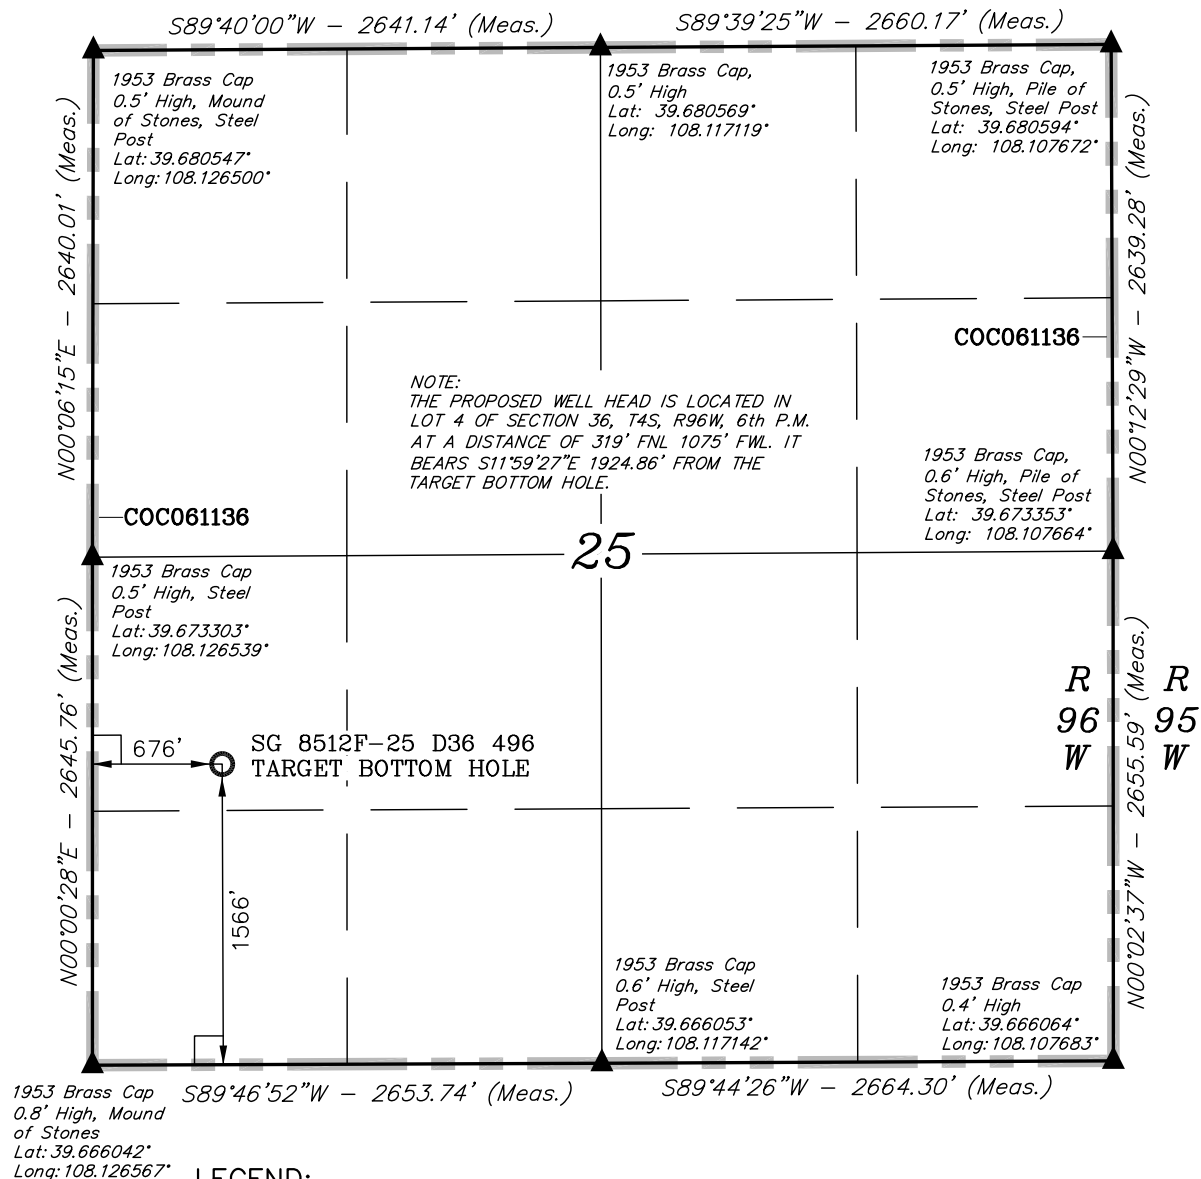 S89°40'00"W - 2641.14' (Meas.)
S89°39'25"W - 2660.17' (Meas.)
1953 Brass Cap
0.5' High, Mound
of Stones, Steel
Post
Lat: 39.680547°
Long: 108.126500°
1953 Brass Cap,
0.5' High
Lat: 39.680569°
Long: 108.117119°
1953 Brass Cap,
0.5' High, Pile of
Stones, Steel Post
Lat: 39.680594°
Long: 108.107672°
N00°06'15"E - 2640.01' (Meas.)
N00°12'29"W - 2639.28' (Meas.)
COC061136
NOTE:
THE PROPOSED WELL HEAD IS LOCATED IN
LOT 4 OF SECTION 36, T4S, R96W, 6th P.M.
AT A DISTANCE OF 319' FNL 1075' FWL. IT
BEARS S11°59'27"E 1924.86' FROM THE
TARGET BOTTOM HOLE.
1953 Brass Cap,
0.6' High, Pile of
Stones, Steel Post
Lat: 39.673353°
Long: 108.107664°
COC061136
25
1953 Brass Cap
0.5' High, Steel
Post
Lat: 39.673303°
Long: 108.126539°
N00°00'28"E - 2645.76' (Meas.)
N00°02'37"W - 2655.59' (Meas.)
R
96
W
R
95
W
676'
SG 8512F-25 D36 496
TARGET BOTTOM HOLE
1566'
1953 Brass Cap
0.6' High, Steel
Post
Lat: 39.666053°
Long: 108.117142°
1953 Brass Cap
0.4' High
Lat: 39.666064°
Long: 108.107683°
S89°46'52"W - 2653.74' (Meas.)
S89°44'26"W - 2664.30' (Meas.)
1953 Brass Cap
0.8' High, Mound
of Stones
Lat: 39.666042°
Long: 108.126567°
LEGEND: